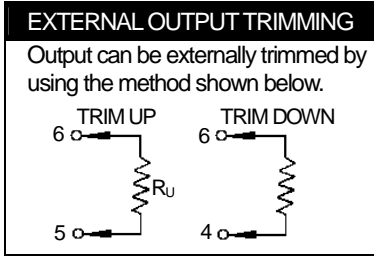 EXTERNAL OUTPUT TRIMMING
Output can be externally trimmed by
using the method shown below.
TRIM UP TRIM DOWN
6 6
RU
5 4